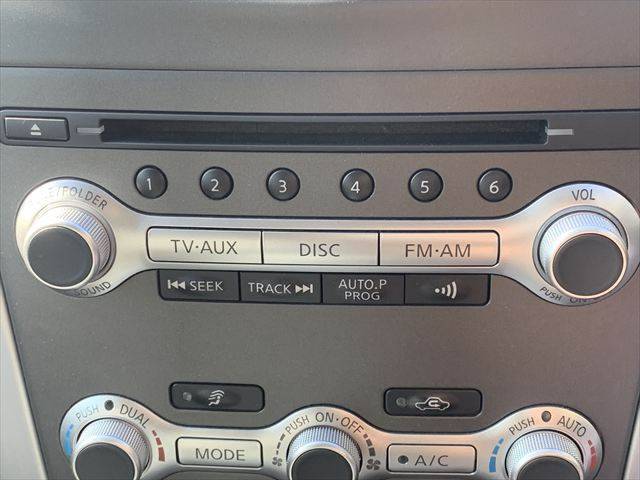 1 2 3 4 5 6
/FOLDER
VOL
TV·AUX DISC FM·AM
SEEK TRACK AUTO.P
PROG
SOUND
PUSH ON
PUSH DUAL
PUSH ON·OFF
PUSH AUTO
MODE
A/C